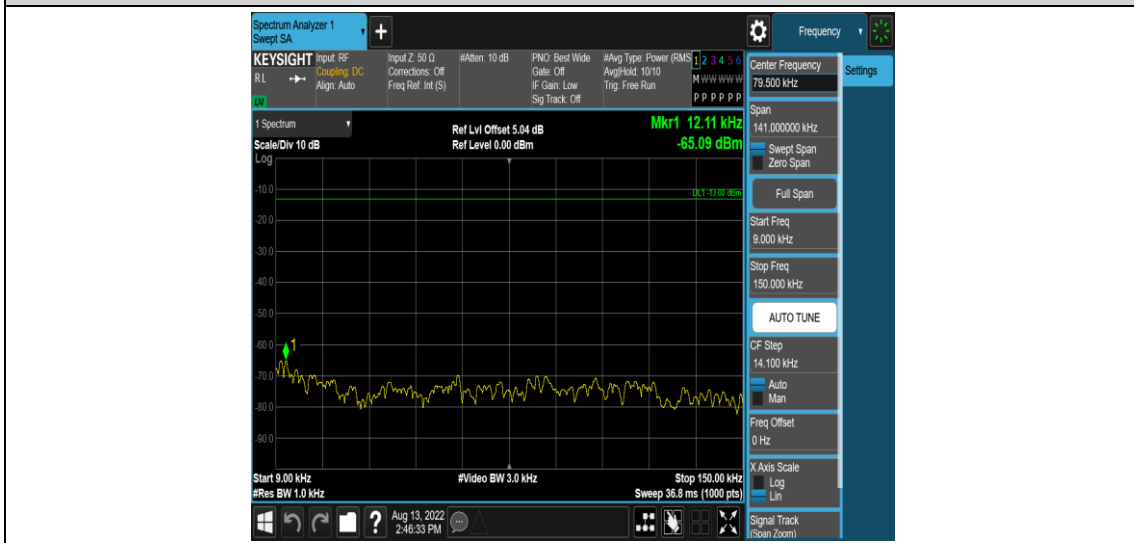 Spectrum Analyzer 1
Swept SA
+
Frequency
KEYSIGHT
RL
LM
Input: RF
Coupling: DC
Align: Auto
Input Z: 50 Ω
Corrections: Off
Freq Ref: Int (S)
#Atten: 10 dB
PNO: Best Wide
Gate: Off
IF Gain: Low
Sig Track: Off
#Avg Type: Power (RMS
Avg|Hold: 10/10
Trig: Free Run
1 2 3 4 5 6
M W W W W W
P P P P P P
1 Spectrum
Scale/Div 10 dB
Ref Lvl Offset 5.04 dB
Ref Level 0.00 dBm
Mkr1 12.11 kHz
-65.09 dBm
Log
DL1 -13.00 dBm
-10.0
-20.0
-30.0
-40.0
-50.0
-60.0
1
-70.0
-80.0
-90.0
Start 9.00 kHz
#Res BW 1.0 kHz
#Video BW 3.0 kHz
Stop 150.00 kHz
Sweep 36.8 ms (1000 pts)
Aug 13, 2022
2:46:33 PM
?
Center Frequency
79.500 kHz
Settings
Span
141.000000 kHz
Swept Span
Zero Span
Full Span
Start Freq
9.000 kHz
Stop Freq
150.000 kHz
AUTO TUNE
CF Step
14.100 kHz
Auto
Man
Freq Offset
0 Hz
X Axis Scale
Log
Lin
Signal Track
(Span Zoom)